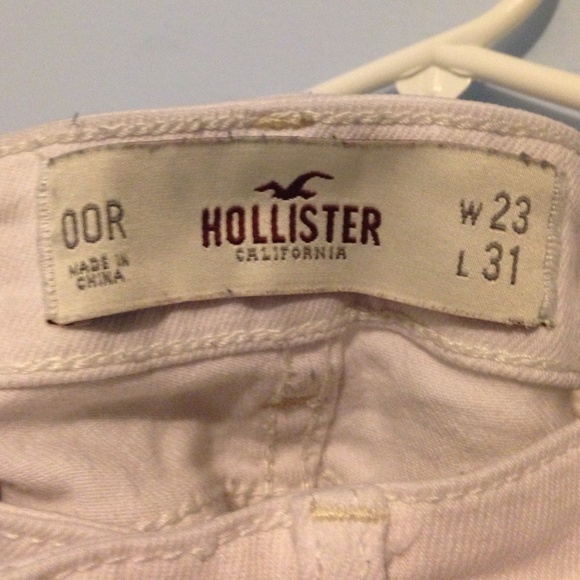 00R
MADE IN
CHINA
HOLLISTER
CALIFORNIA
W 23
L 31